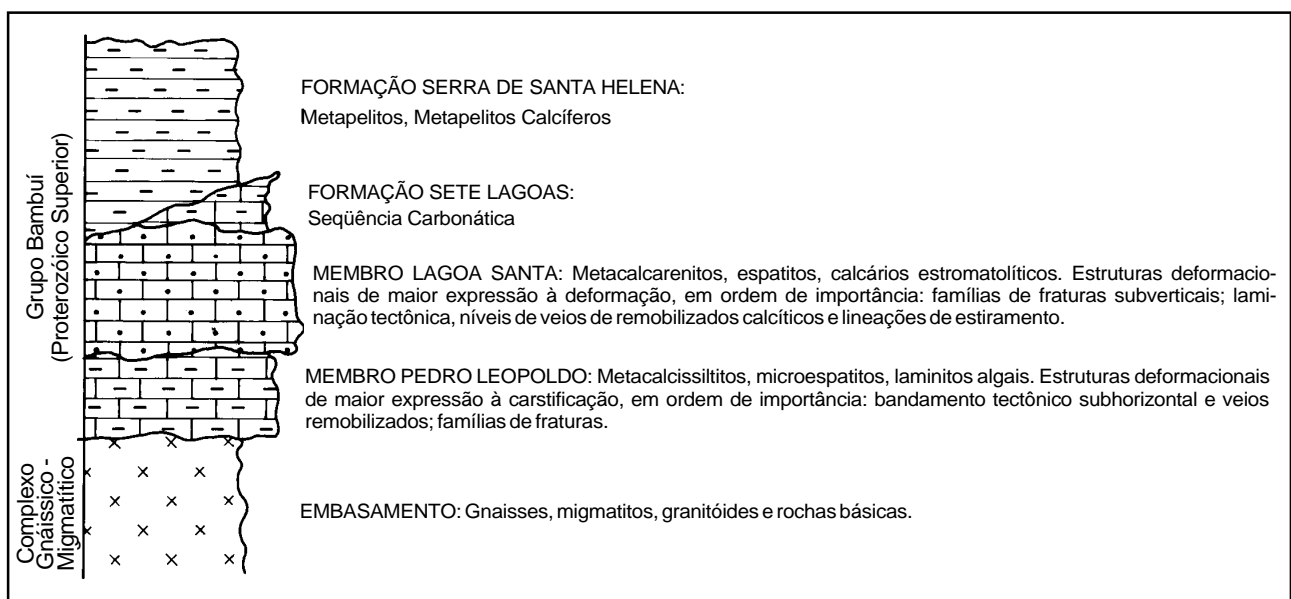 Grupo Bambuí
(Proterozóico Superior)
FORMAÇÃO SERRA DE SANTA HELENA:
Metapelitos, Metapelitos Calcíferos
FORMAÇÃO SETE LAGOAS:
Seqüência Carbonática
MEMBRO LAGOA SANTA: Metacalcarenitos, espatitos, calcários estromatolíticos. Estruturas deformacio-
nais de maior expressão à deformação, em ordem de importância: famílias de fraturas subverticais; lami-
nação tectônica, níveis de veios de remobilizados calcíticos e lineações de estiramento.
MEMBRO PEDRO LEOPOLDO: Metacalcissiltitos, microespatitos, laminitos algais. Estruturas deformacionais
de maior expressão à carstificação, em ordem de importância: bandamento tectônico subhorizontal e veios
remobilizados; famílias de fraturas.
Complexo
Gnáissico -
Migmatítico
EMBASAMENTO: Gnaisses, migmatitos, granitóides e rochas básicas.